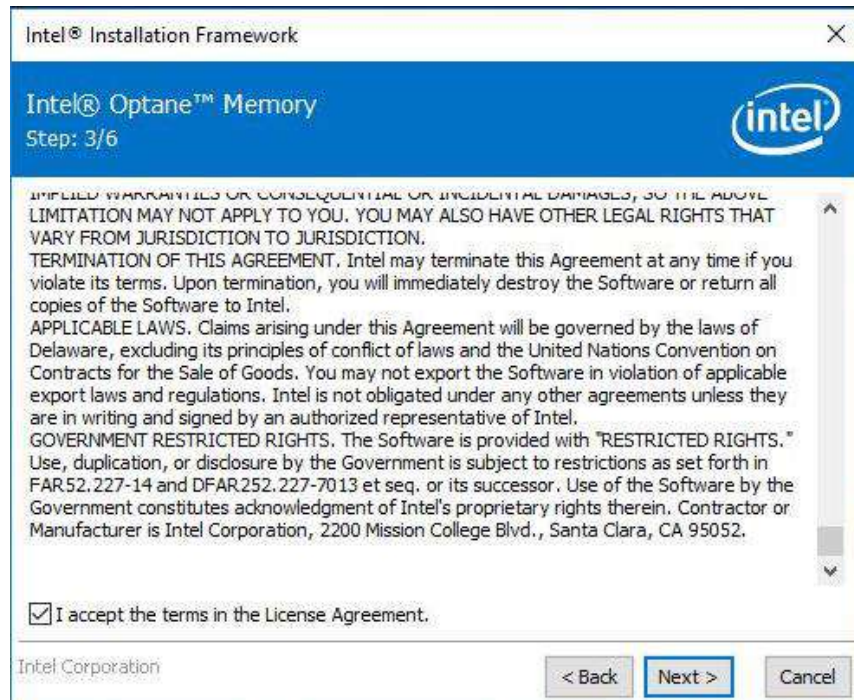 Intel® Installation Framework
Intel® Optane™ Memory
intel
Step: 3/6
IMPLIED WARRANTIES OR CONSEQUENTIAL OR INCIDENTAL DAMAGES, SO THE ABOVE
LIMITATION MAY NOT APPLY TO YOU. YOU MAY ALSO HAVE OTHER LEGAL RIGHTS THAT
VARY FROM JURISDICTION TO JURISDICTION.
TERMINATION OF THIS AGREEMENT. Intel may terminate this Agreement at any time if you
violate its terms. Upon termination, you will immediately destroy the Software or return all
copies of the Software to Intel.
APPLICABLE LAWS. Claims arising under this Agreement will be governed by the laws of
Delaware, excluding its principles of conflict of laws and the United Nations Convention on
Contracts for the Sale of Goods. You may not export the Software in violation of applicable
export laws and regulations. Intel is not obligated under any other agreements unless they
are in writing and signed by an authorized representative of Intel.
GOVERNMENT RESTRICTED RIGHTS. The Software is provided with "RESTRICTED RIGHTS."
Use, duplication, or disclosure by the Government is subject to restrictions as set forth in
FAR52.227-14 and DFAR252.227-7013 et seq. or its successor. Use of the Software by the
Government constitutes acknowledgment of Intel's proprietary rights therein. Contractor or
Manufacturer is Intel Corporation, 2200 Mission College Blvd., Santa Clara, CA 95052.
I accept the terms in the License Agreement.
Intel Corporation
< Back Next > Cancel